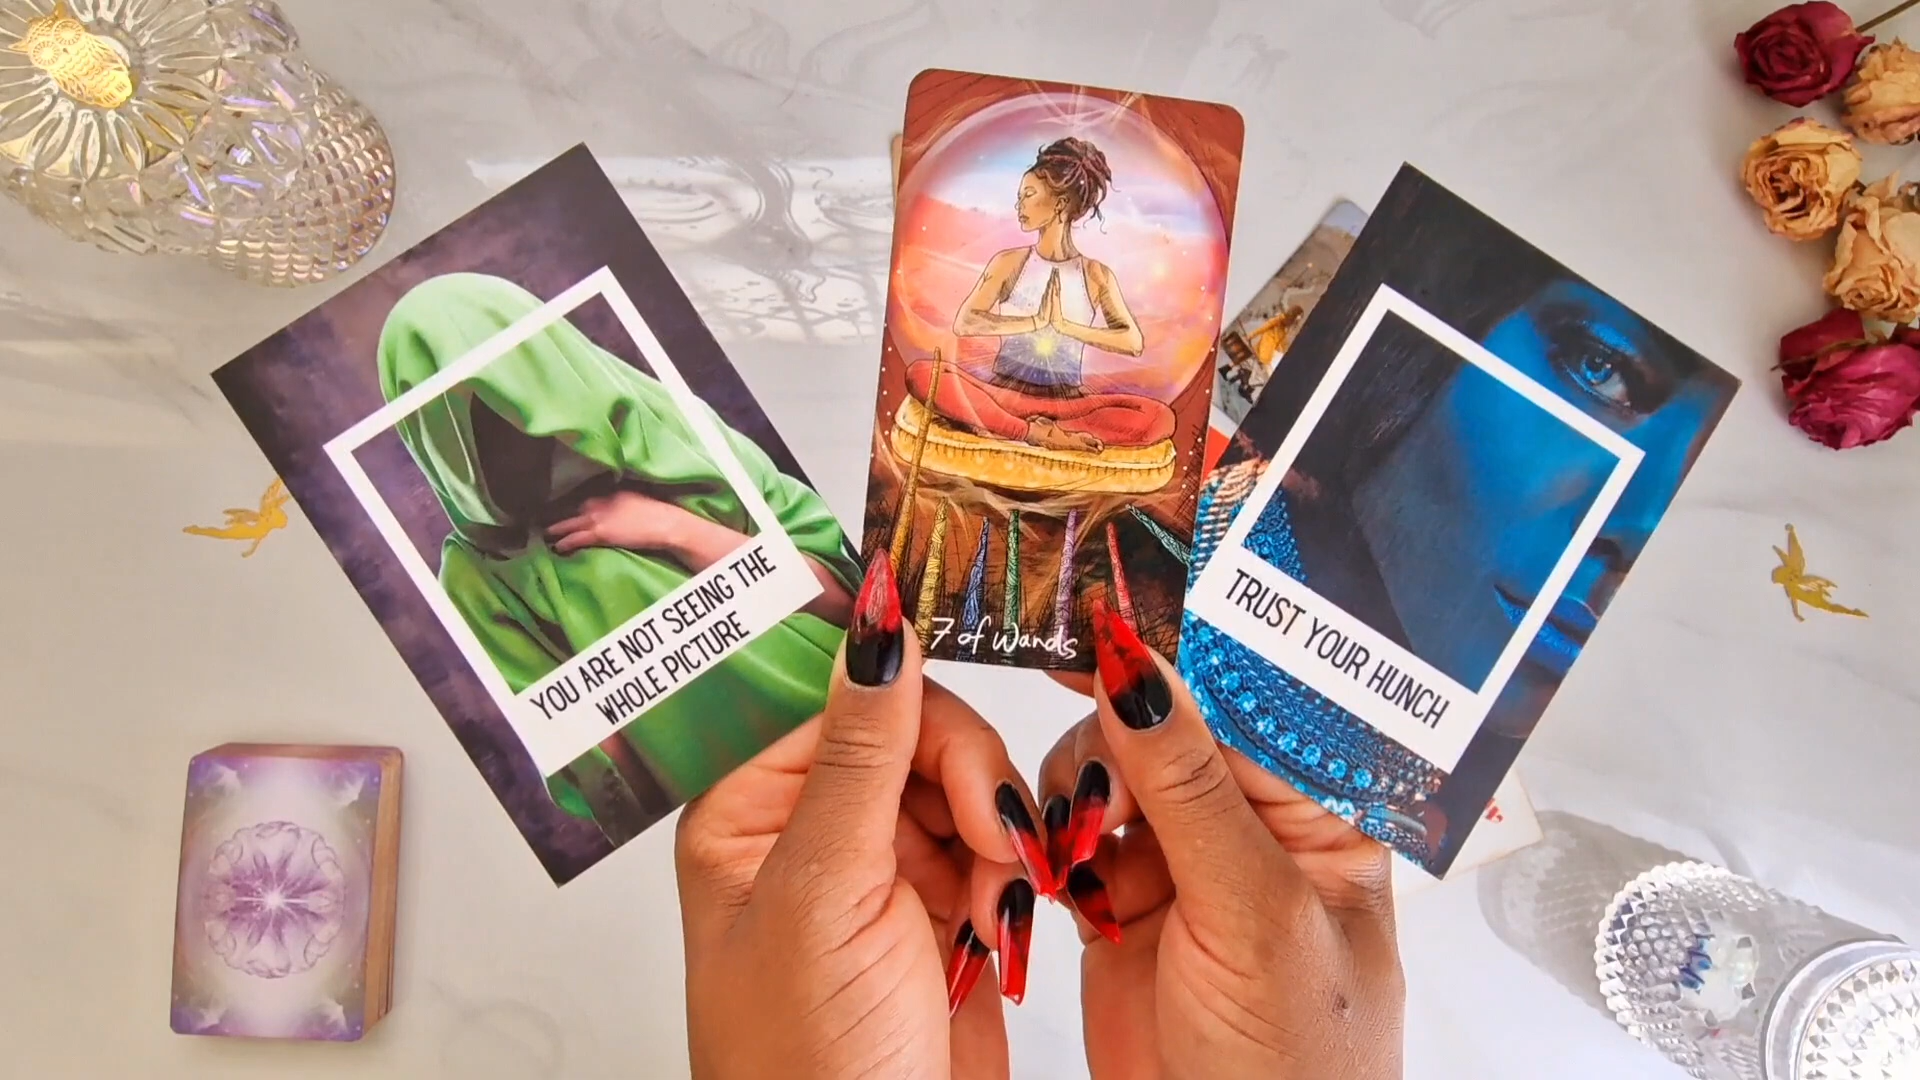 YOU ARE NOT SEEING THE
WHOLE PICTURE
7 of Wands
TRUST YOUR HUNCH